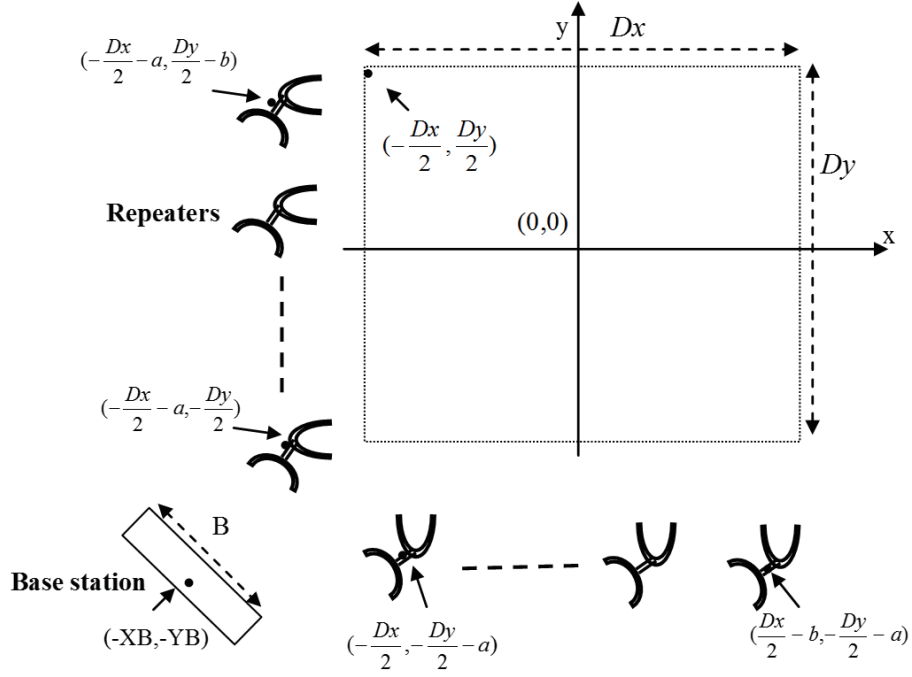 y
Dx
(-Dx/2 - a, Dy/2 - b)
(-Dx/2, Dy/2)
Dy
Repeaters
(0,0)
x
(-Dx/2 - a,-Dy/2)
B
Base station
(-XB,-YB)
(-Dx/2,-Dy/2 - a)
(Dx/2 - b,-Dy/2 - a)